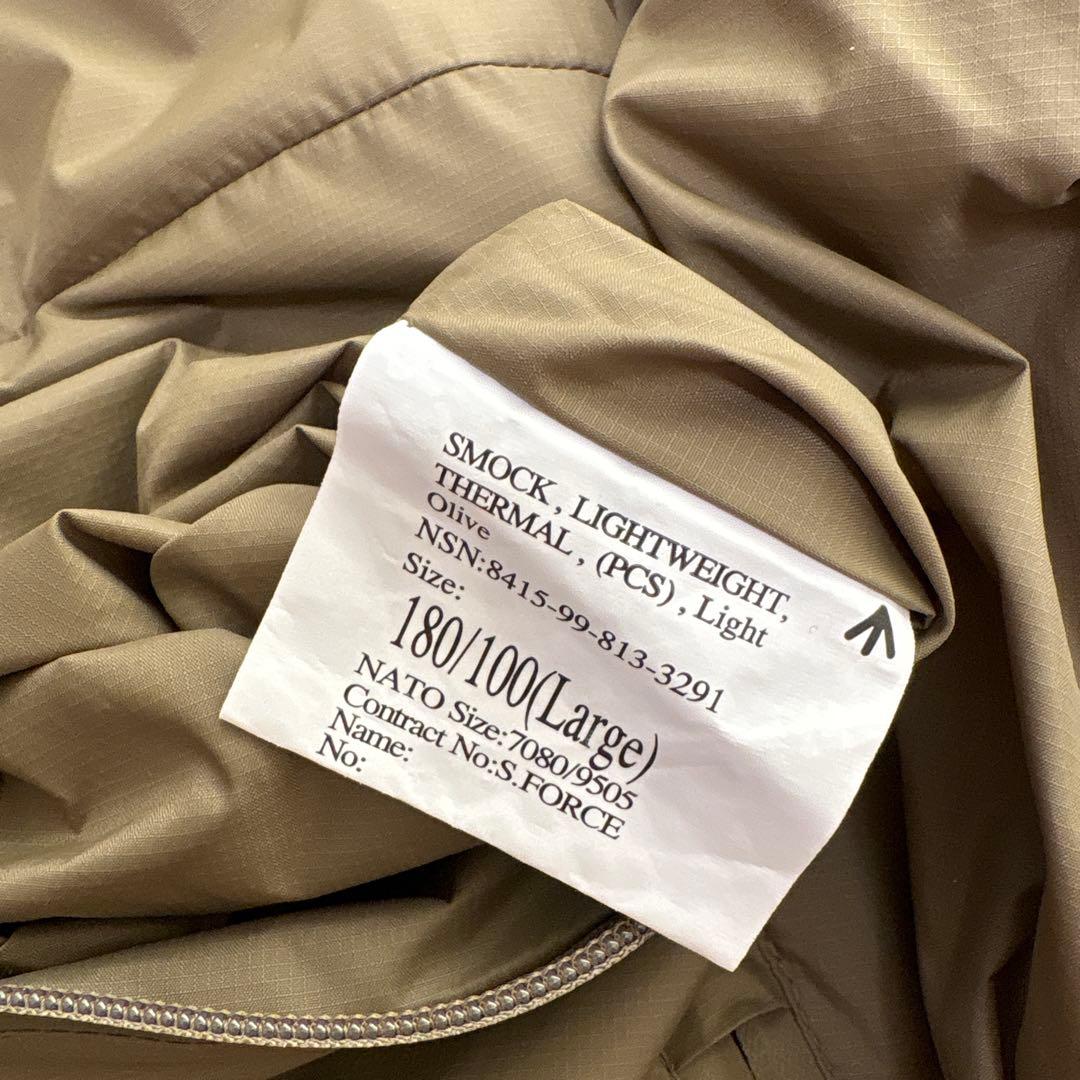 SMOCK , LIGHTWEIGHT,
THERMAL , (PCS) , Light
Olive
NSN:8415-99-813-3291
Size:
180/100(Large)
NATO Size:7080/9505
Contract No:S.FORCE
Name:
No: